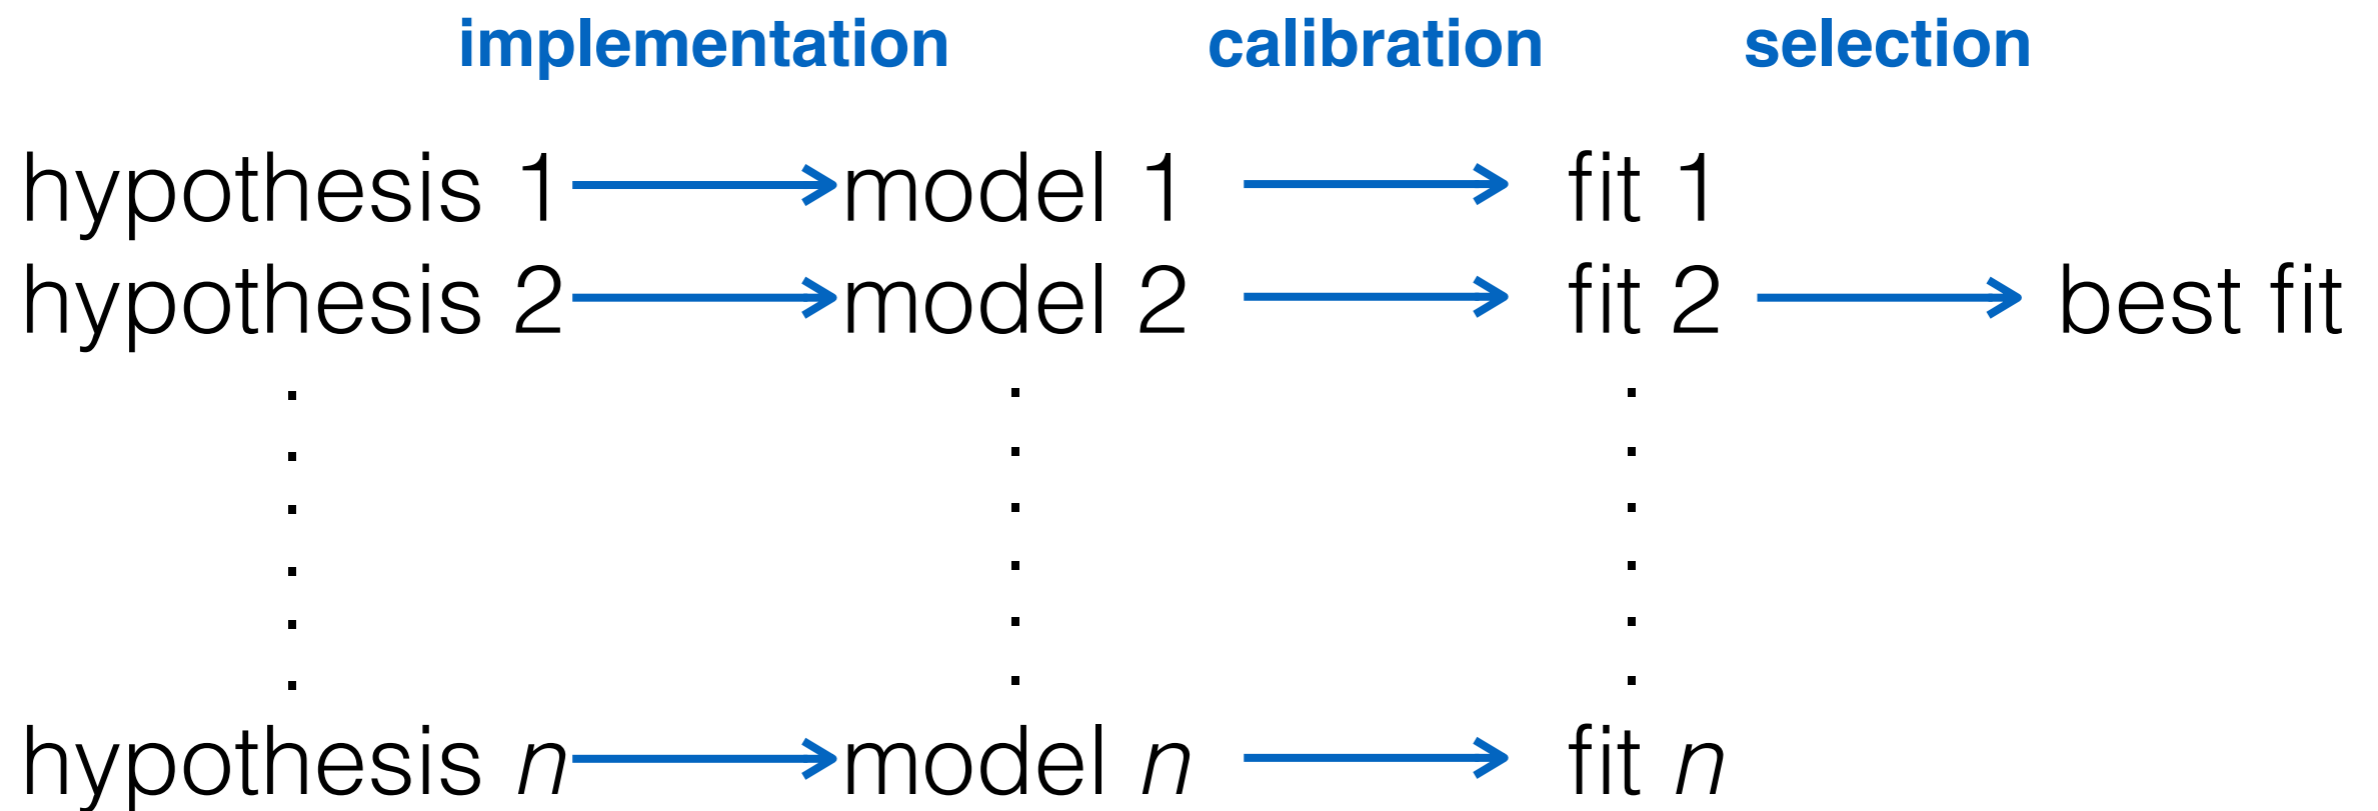 implementation calibration selection
hypothesis 1 model 1 fit 1
hypothesis 2 model 2 fit 2 best fit
. . .
. . .
. . .
. . .
. . .
. . .
hypothesis n model n fit n